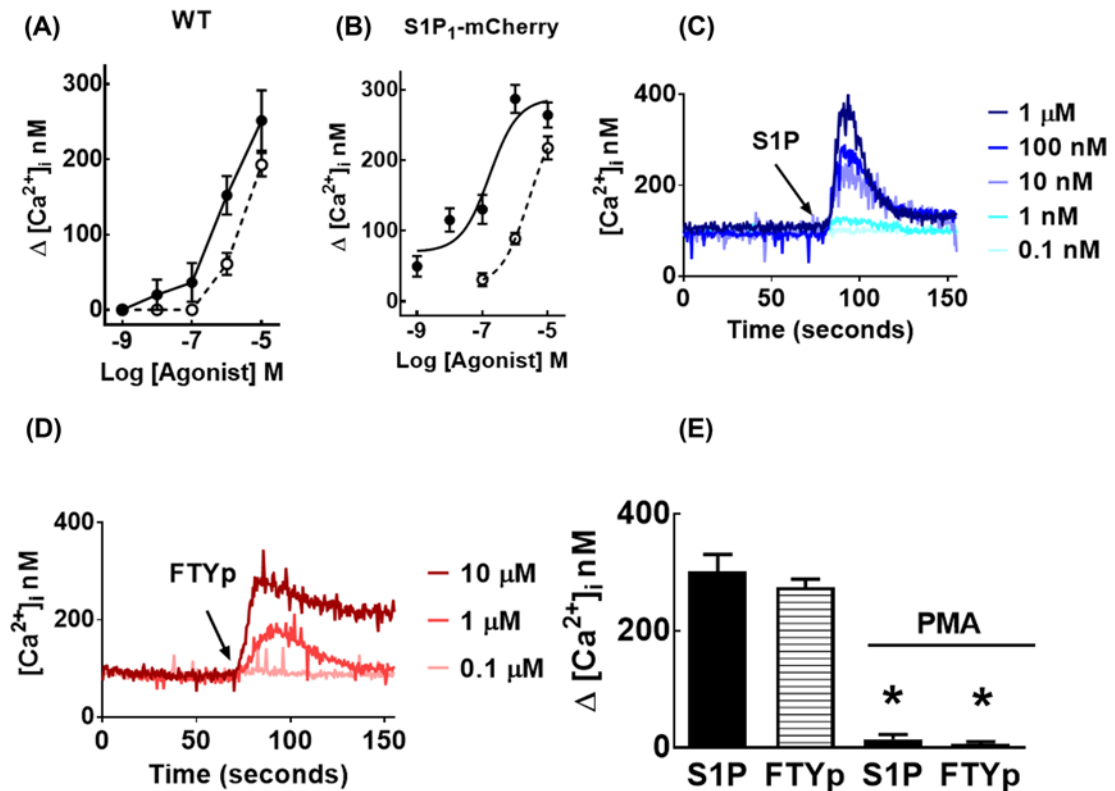 (A)
WT
Δ [Ca²⁺]ᵢ nM
300
200
100
0
-9 -7 -5
Log [Agonist] M
(B)
S1P₁-mCherry
Δ [Ca²⁺]ᵢ nM
300
200
100
0
-9 -7 -5
Log [Agonist] M
(C)
[Ca²⁺]ᵢ nM
400
200
0
S1P
0 50 100 150
Time (seconds)
1 μM
100 nM
10 nM
1 nM
0.1 nM
(D)
[Ca²⁺]ᵢ nM
400
200
0
FTYp
0 50 100 150
Time (seconds)
10 μM
1 μM
0.1 μM
(E)
Δ [Ca²⁺]ᵢ nM
400
200
0
PMA
* *
S1P FTYp S1P FTYp